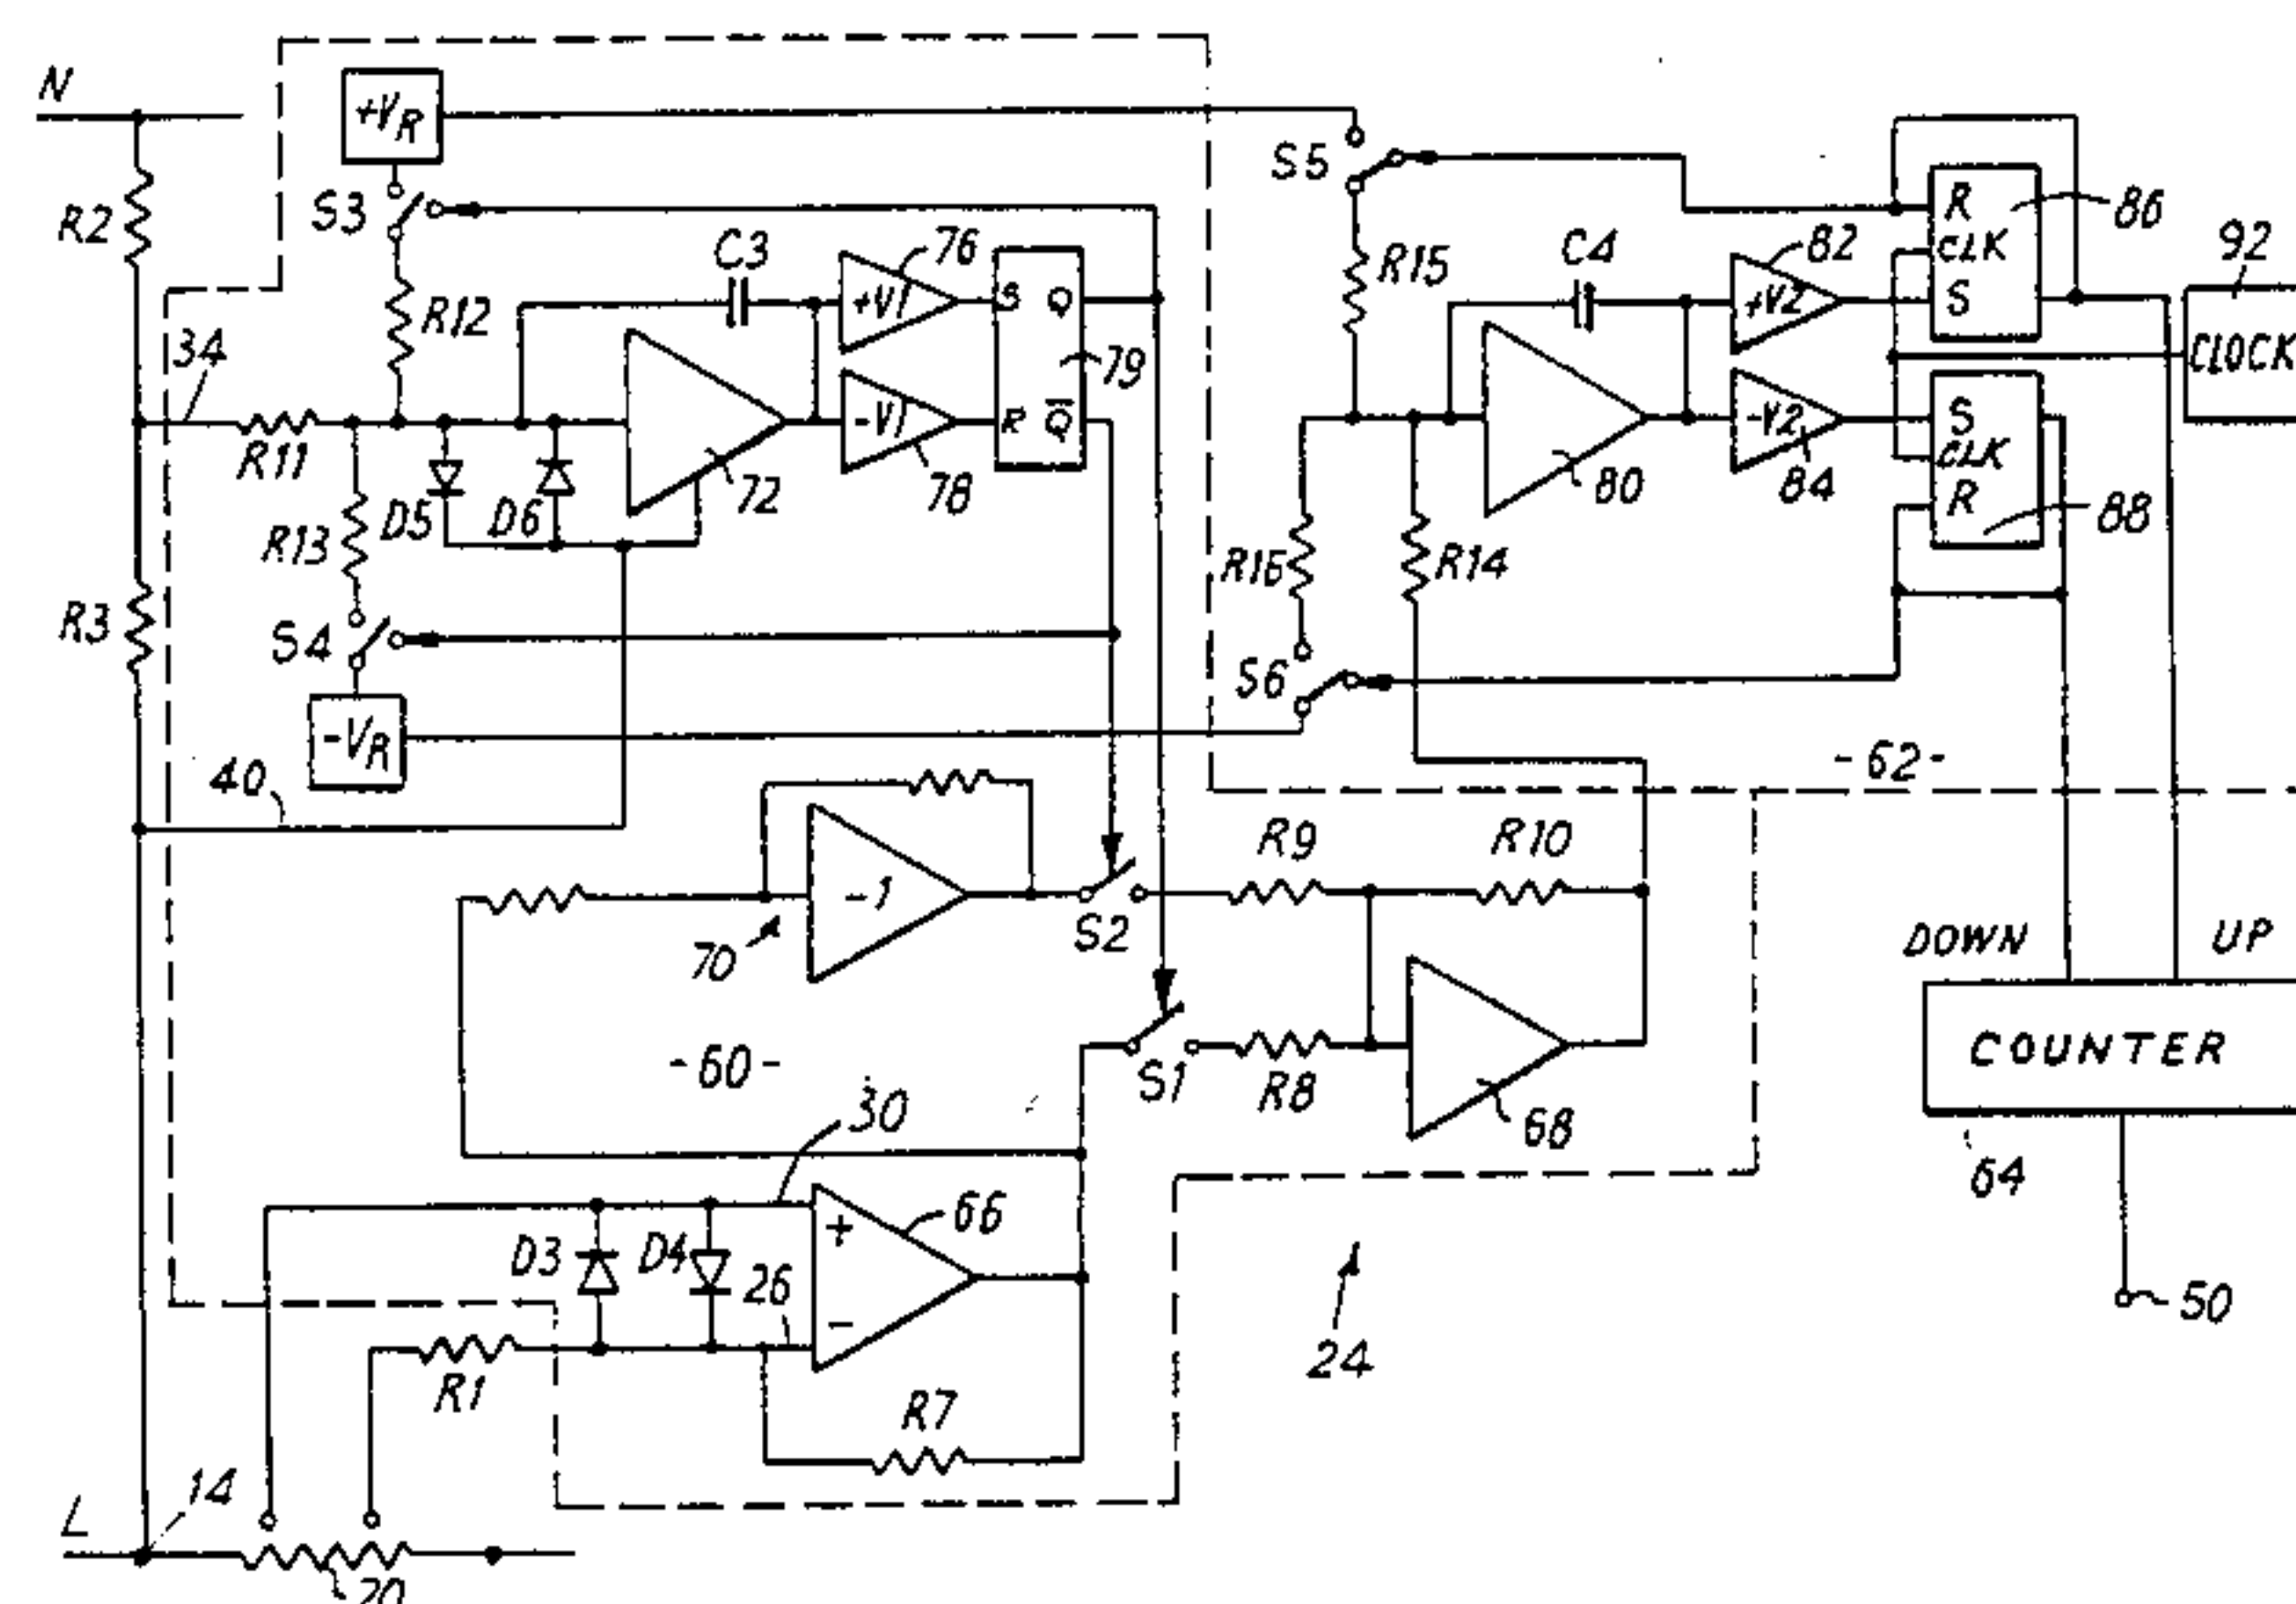 N
+VR
S3
R2
R12
C3
76
+V1
S Q
79
34
R11
D5
D6
72
-V1
78
R Q̅
R13
S4
-VR
R3
40
S5
R15
C4
82
+V2
R
CLK
S
86
92
CLOCK
80
-V2
84
S
CLK
R
88
R16
R14
S6
-62-
70
-1
S2
R9
R10
-60-
S1
R8
68
DOWN
UP
COUNTER
64
50
30
66
+
-
D3
D4
26
R1
R7
24
L
14
20